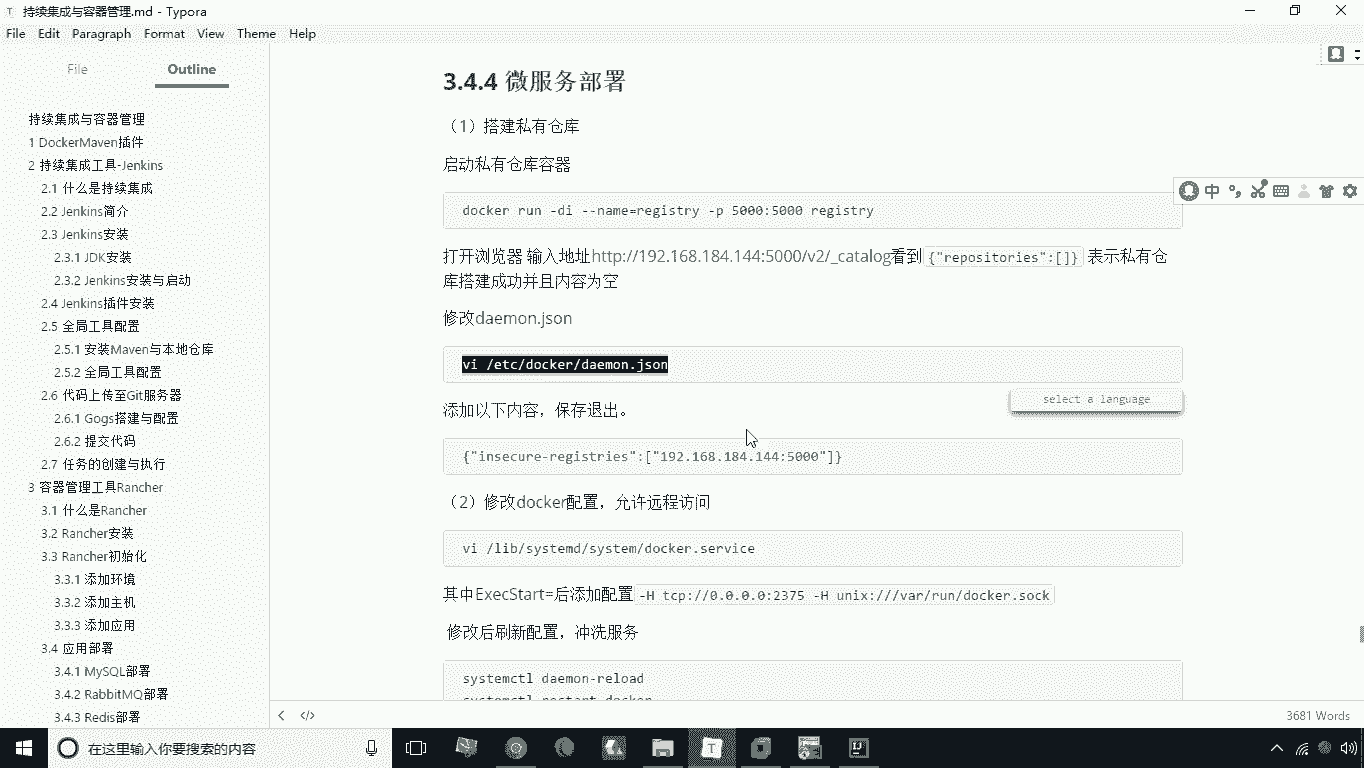 持续集成与容器管理.md - Typora
File Edit Paragraph Format View Theme Help
File
Outline
持续集成与容器管理
1 DockerMaven插件
2 持续集成工具-Jenkins
2.1 什么是持续集成
2.2 Jenkins简介
2.3 Jenkins安装
2.3.1 JDK安装
2.3.2 Jenkins安装与启动
2.4 Jenkins插件安装
2.5 全局工具配置
2.5.1 安装Maven与本地仓库
2.5.2 全局工具配置
2.6 代码上传至Git服务器
2.6.1 Gogs搭建与配置
2.6.2 提交代码
2.7 任务的创建与执行
3 容器管理工具Rancher
3.1 什么是Rancher
3.2 Rancher安装
3.3 Rancher初始化
3.3.1 添加环境
3.3.2 添加主机
3.3.3 添加应用
3.4 应用部署
3.4.1 MySQL部署
3.4.2 RabbitMQ部署
3.4.3 Redis部署
3.4.4 微服务部署
（1）搭建私有仓库
启动私有仓库容器
docker run -di --name=registry -p 5000:5000 registry
打开浏览器 输入地址http://192.168.184.144:5000/v2/_catalog看到{"repositories":[]} 表示私有仓
库搭建成功并且内容为空
修改daemon.json
vi /etc/docker/daemon.json
select a language
添加以下内容，保存退出。
{"insecure-registries":["192.168.184.144:5000"]}
（2）修改docker配置，允许远程访问
vi /lib/systemd/system/docker.service
其中ExecStart=后添加配置 -H tcp://0.0.0.0:2375 -H unix:///var/run/docker.sock
修改后刷新配置，冲洗服务
systemctl daemon-reload
systemctl restart docker
3681 Words
中
在这里输入你要搜索的内容